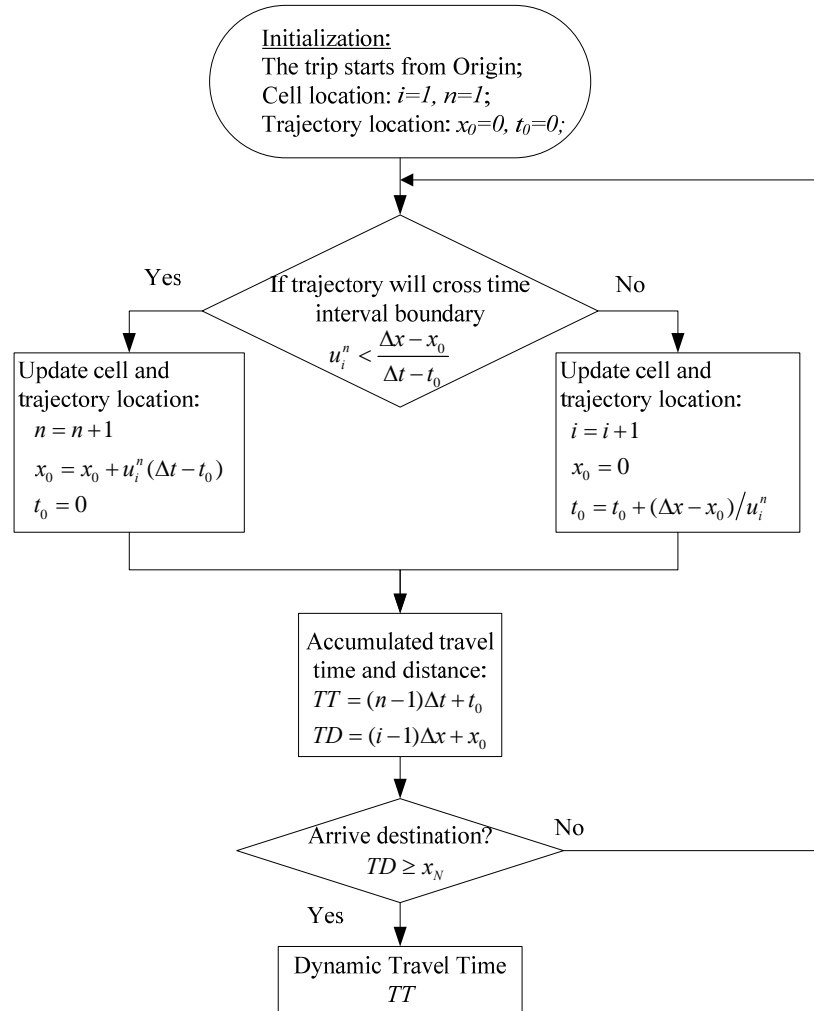 Initialization:
The trip starts from Origin;
Cell location: i=1, n=1;
Trajectory location: x₀=0, t₀=0;
Yes
If trajectory will cross time
interval boundary
uᵢⁿ < (Δx − x₀)/(Δt − t₀)
No
Update cell and
trajectory location:
n = n+1
x₀ = x₀ + uᵢⁿ(Δt − t₀)
t₀ = 0
Update cell and
trajectory location:
i = i+1
x₀ = 0
t₀ = t₀ + (Δx − x₀)/uᵢⁿ
Accumulated travel
time and distance:
TT = (n−1)Δt + t₀
TD = (i−1)Δx + x₀
Arrive destination?
TD ≥ x_N
No
Yes
Dynamic Travel Time
TT